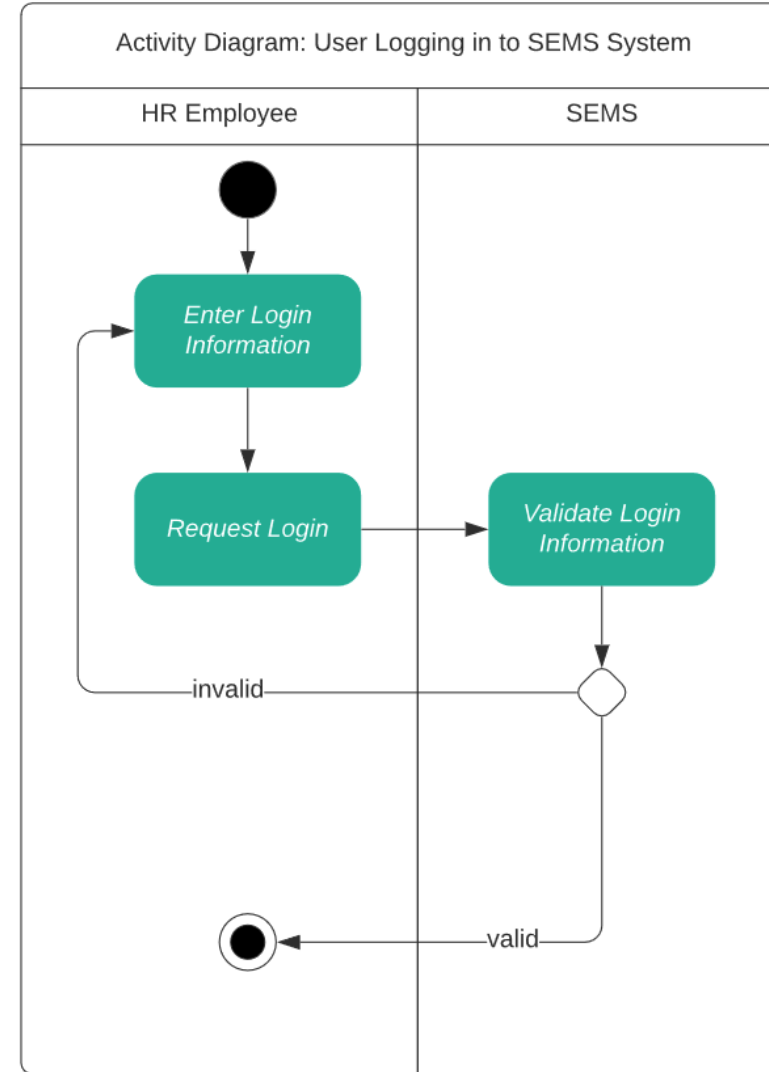 Activity Diagram: User Logging in to SEMS System
HR Employee
SEMS
Enter Login
Information
Request Login
Validate Login
Information
invalid
valid